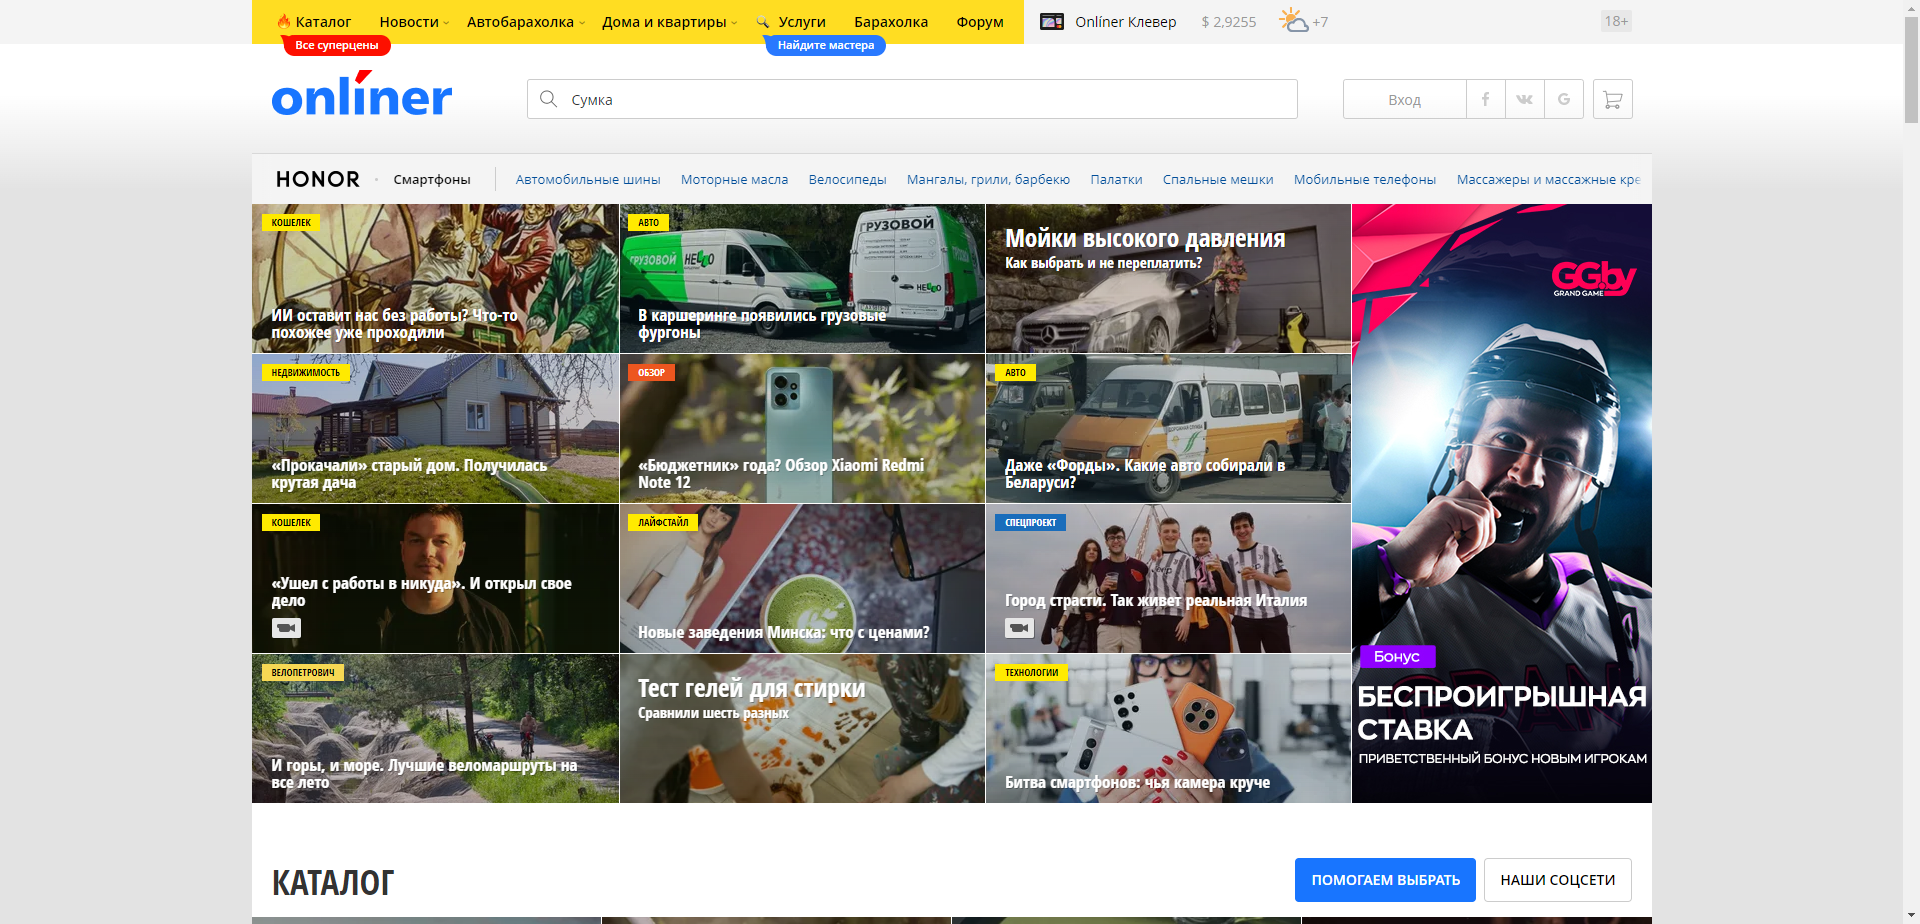 Каталог
Новости
Автобарахолка
Дома и квартиры
Услуги
Барахолка
Форум
Onlíner Клевер
$ 2,9255
+7
18+
Все суперцены
Найдите мастера
onlíner
Сумка
Вход
f
G
HONOR
Смартфоны
Автомобильные шины
Моторные масла
Велосипеды
Мангалы, грили, барбекю
Палатки
Спальные мешки
Мобильные телефоны
Массажеры и массажные кре
КОШЕЛЕК
ИИ оставит нас без работы? Что-то
похожее уже проходили
АВТО
ГРУЗОВОЙ
ГРУЗОВОЙ
В каршеринге появились грузовые
фургоны
Мойки высокого давления
Как выбрать и не переплатить?
GG.by
GRAND GAME
НЕДВИЖИМОСТЬ
«Прокачали» старый дом. Получилась
крутая дача
ОБЗОР
«Бюджетник» года? Обзор Xiaomi Redmi
Note 12
АВТО
Даже «Форды». Какие авто собирали в
Беларуси?
КОШЕЛЕК
«Ушел с работы в никуда». И открыл свое
дело
ЛАЙФСТАЙЛ
Новые заведения Минска: что с ценами?
СПЕЦПРОЕКТ
Город страсти. Так живет реальная Италия
ВЕЛОПЕТРОВИЧ
И горы, и море. Лучшие веломаршруты на
все лето
Тест гелей для стирки
Сравнили шесть разных
ТЕХНОЛОГИИ
Битва смартфонов: чья камера круче
Бонус
БЕСПРОИГРЫШНАЯ
СТАВКА
ПРИВЕТСТВЕННЫЙ БОНУС НОВЫМ ИГРОКАМ
КАТАЛОГ
ПОМОГАЕМ ВЫБРАТЬ
НАШИ СОЦСЕТИ